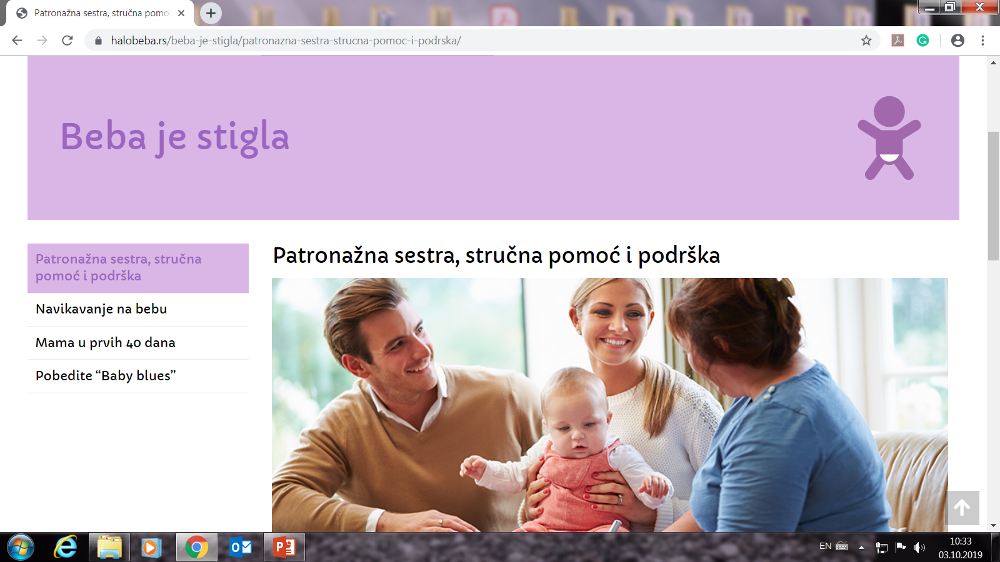 Patronažna sestra, stručna pomo
halobeba.rs/beba-je-stigla/patronazna-sestra-strucna-pomoc-i-podrska/
Beba je stigla
Patronažna sestra, stručna
pomoć i podrška
Navikavanje na bebu
Mama u prvih 40 dana
Pobedite “Baby blues”
Patronažna sestra, stručna pomoć i podrška
EN
10:33
03.10.2019